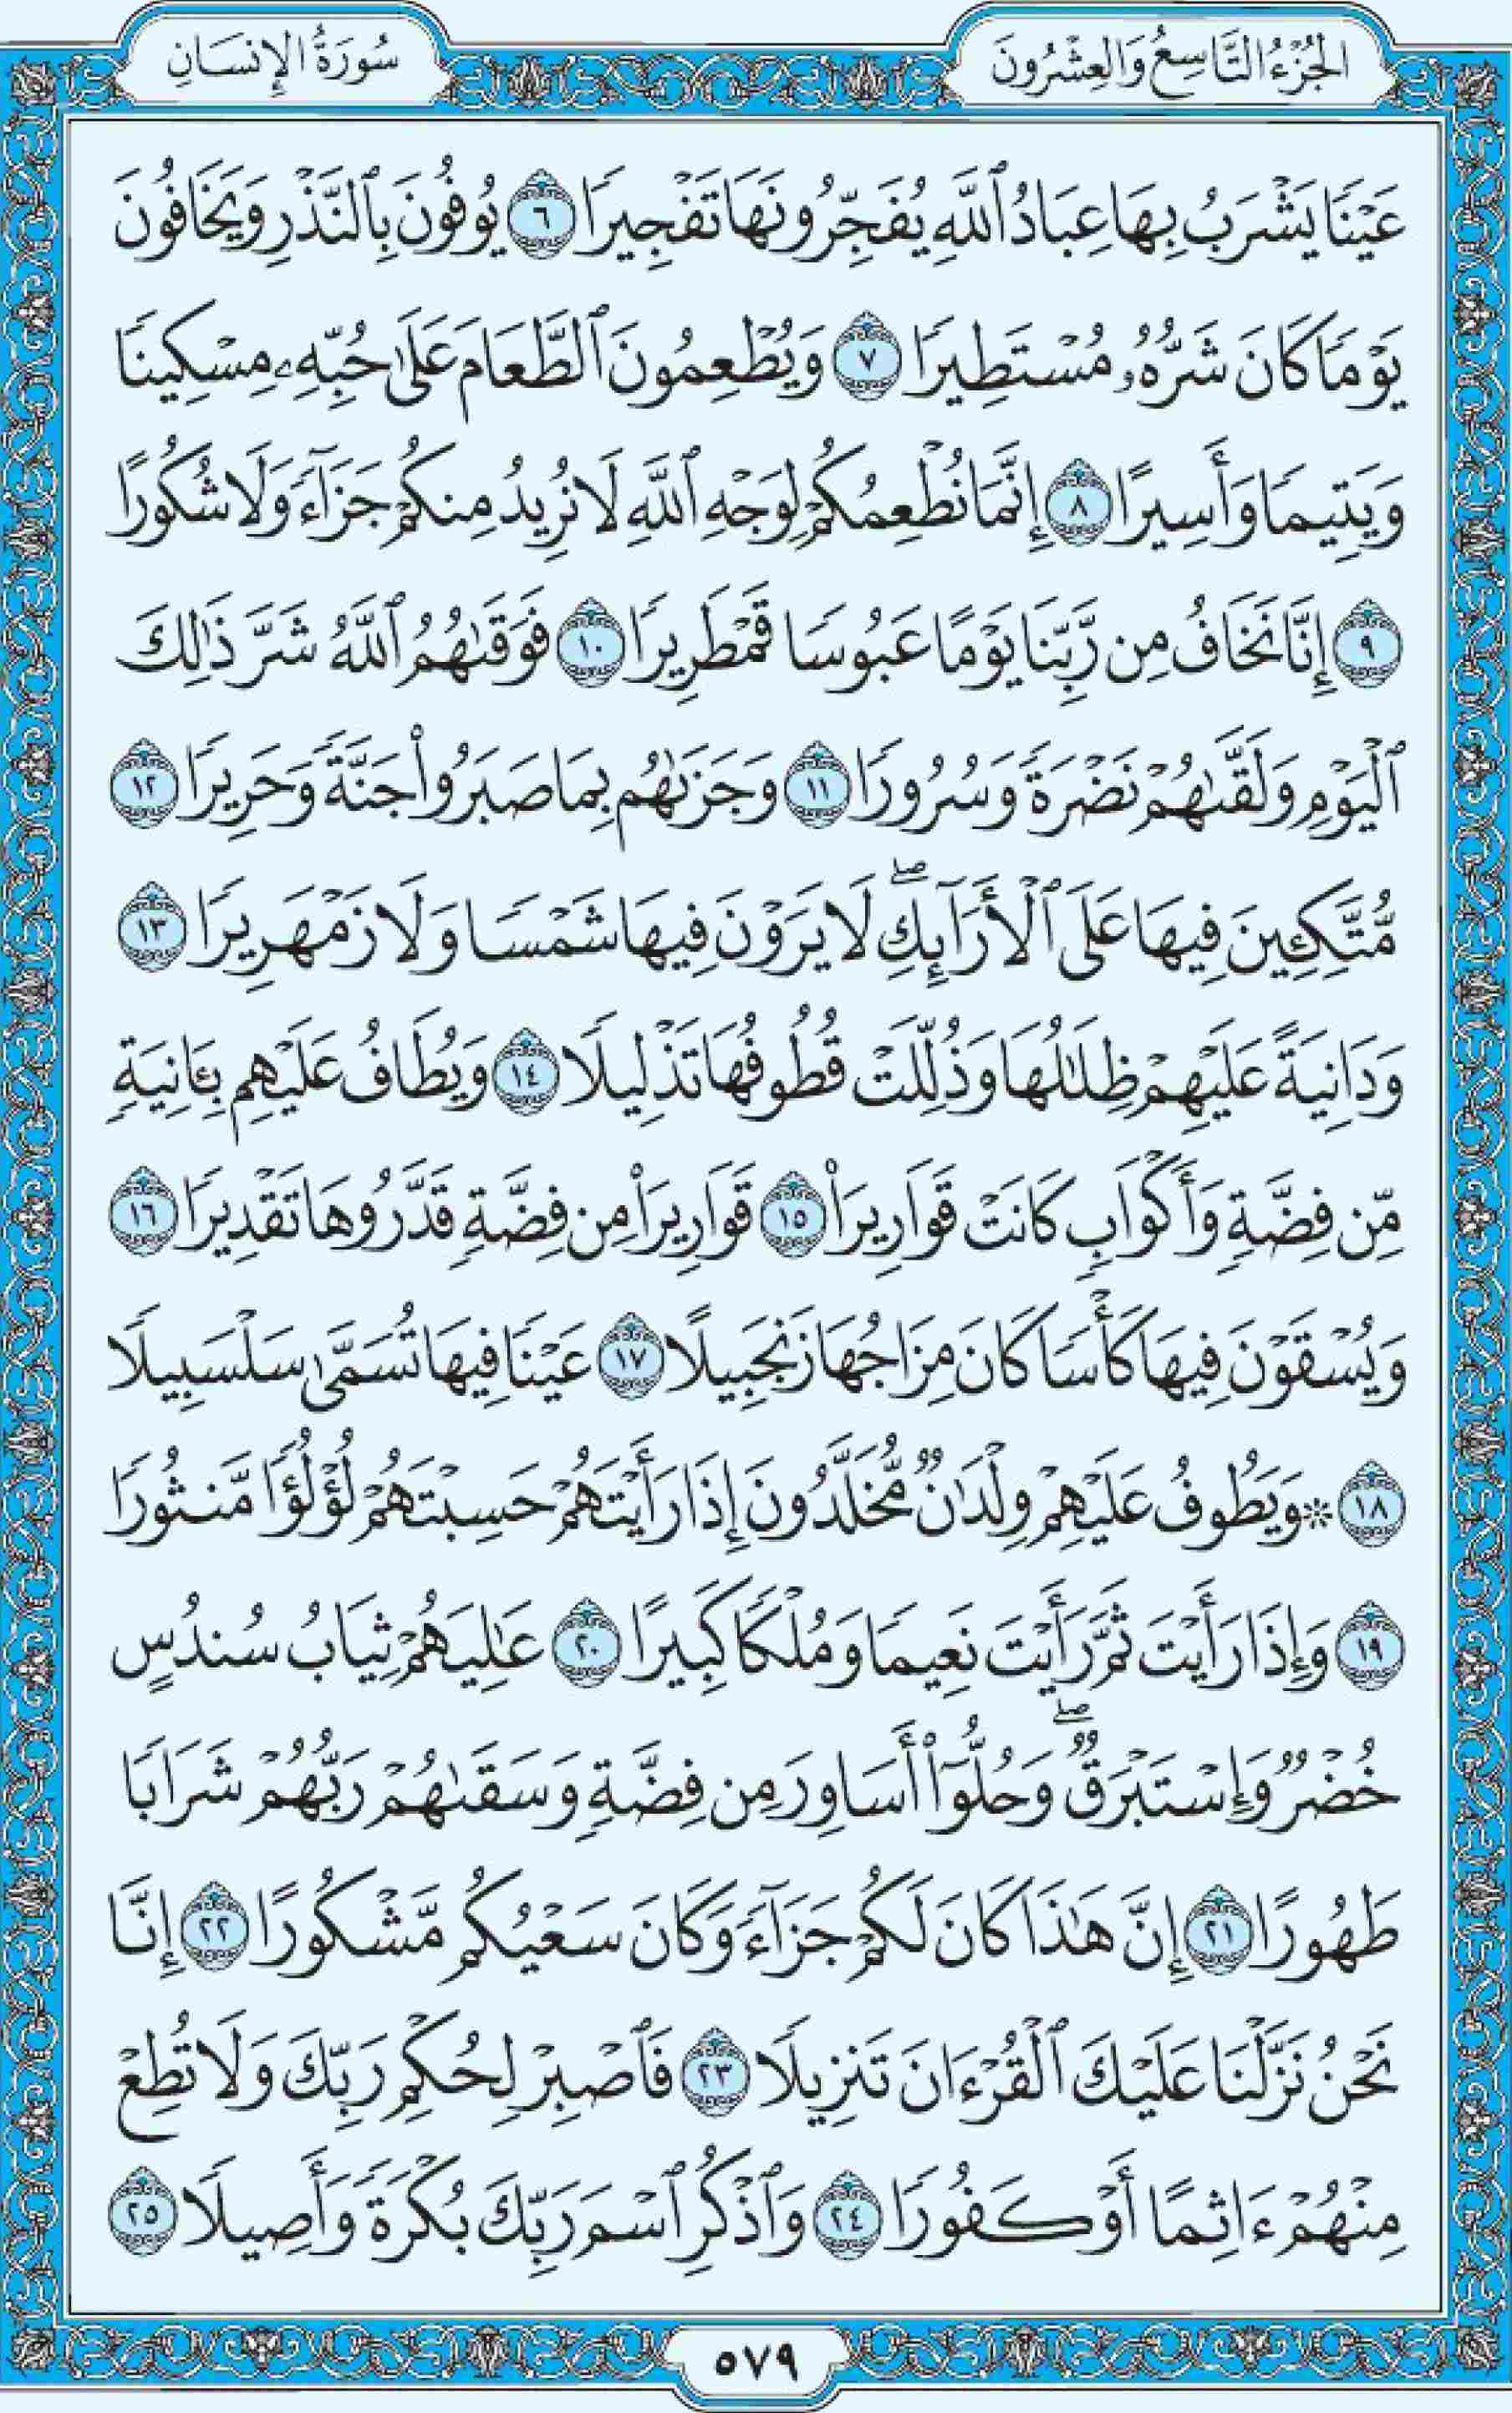 الجُزْءُ التَّاسِعُ وَالعِشْرُونَ
سُورَةُ الإِنسَانِ
عَيْنٗا يَشْرَبُ بِهَا عِبَادُ ٱللَّهِ يُفَجِّرُونَهَا تَفْجِيرٗا ٦ يُوفُونَ بِٱلنَّذْرِ وَيَخَافُونَ
يَوْمٗا كَانَ شَرُّهُۥ مُسْتَطِيرٗا ٧ وَيُطْعِمُونَ ٱلطَّعَامَ عَلَىٰ حُبِّهِۦ مِسْكِينٗا
وَيَتِيمٗا وَأَسِيرًا ٨ إِنَّمَا نُطْعِمُكُمْ لِوَجْهِ ٱللَّهِ لَا نُرِيدُ مِنكُمْ جَزَآءٗ وَلَا شُكُورًا
٩ إِنَّا نَخَافُ مِن رَّبِّنَا يَوْمًا عَبُوسٗا قَمْطَرِيرٗا ١٠ فَوَقَىٰهُمُ ٱللَّهُ شَرَّ ذَٰلِكَ
ٱلْيَوْمِ وَلَقَّىٰهُمْ نَضْرَةٗ وَسُرُورٗا ١١ وَجَزَىٰهُم بِمَا صَبَرُواْ جَنَّةٗ وَحَرِيرٗا ١٢
مُّتَّكِـِٔينَ فِيهَا عَلَى ٱلْأَرَآئِكِۖ لَا يَرَوْنَ فِيهَا شَمْسٗا وَلَا زَمْهَرِيرٗا ١٣
وَدَانِيَةً عَلَيْهِمْ ظِلَٰلُهَا وَذُلِّلَتْ قُطُوفُهَا تَذْلِيلٗا ١٤ وَيُطَافُ عَلَيْهِم بِـَٔانِيَةٖ
مِّن فِضَّةٖ وَأَكْوَابٖ كَانَتْ قَوَارِيرَا۠ ١٥ قَوَارِيرَاْ مِن فِضَّةٖ قَدَّرُوهَا تَقْدِيرٗا ١٦
وَيُسْقَوْنَ فِيهَا كَأْسٗا كَانَ مِزَاجُهَا زَنجَبِيلًا ١٧ عَيْنٗا فِيهَا تُسَمَّىٰ سَلْسَبِيلٗا
١٨ ۞ وَيَطُوفُ عَلَيْهِمْ وِلْدَٰنٞ مُّخَلَّدُونَ إِذَا رَأَيْتَهُمْ حَسِبْتَهُمْ لُؤْلُؤٗا مَّنثُورٗا
١٩ وَإِذَا رَأَيْتَ ثَمَّ رَأَيْتَ نَعِيمٗا وَمُلْكٗا كَبِيرًا ٢٠ عَٰلِيَهُمْ ثِيَابُ سُندُسٍ
خُضْرٞ وَإِسْتَبْرَقٞۖ وَحُلُّوٓاْ أَسَاوِرَ مِن فِضَّةٖ وَسَقَىٰهُمْ رَبُّهُمْ شَرَابٗا
طَهُورًا ٢١ إِنَّ هَٰذَا كَانَ لَكُمْ جَزَآءٗ وَكَانَ سَعْيُكُم مَّشْكُورًا ٢٢ إِنَّا
نَحْنُ نَزَّلْنَا عَلَيْكَ ٱلْقُرْءَانَ تَنزِيلٗا ٢٣ فَٱصْبِرْ لِحُكْمِ رَبِّكَ وَلَا تُطِعْ
مِنْهُمْ ءَاثِمًا أَوْ كَفُورٗا ٢٤ وَٱذْكُرِ ٱسْمَ رَبِّكَ بُكْرَةٗ وَأَصِيلٗا ٢٥
٥٧٩